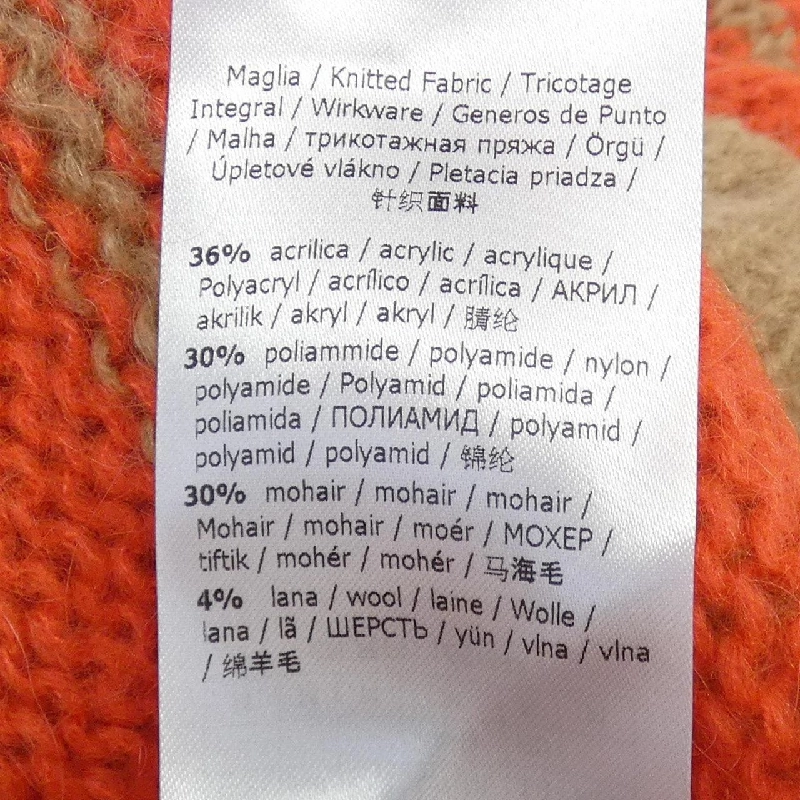 Maglia / Knitted Fabric / Tricotage
Integral / Wirkware / Generos de Punto
/ Malha / трикотажная пряжа / Örgü /
Úpletové vlákno / Pletacia priadza /
针织面料
36% acrilica / acrylic / acrylique /
Polyacryl / acrílico / acrílica / АКРИЛ /
akrilik / akryl / akryl / 腈纶
30% poliammide / polyamide / nylon /
polyamide / Polyamid / poliamida /
poliamida / ПОЛИАМИД / polyamid /
polyamid / polyamid / 锦纶
30% mohair / mohair / mohair /
Mohair / mohair / moér / МОХЕР /
tiftik / mohér / mohér / 马海毛
4% lana / wool / laine / Wolle /
lana / lã / ШЕРСТЬ / yün / vlna / vlna
/ 绵羊毛